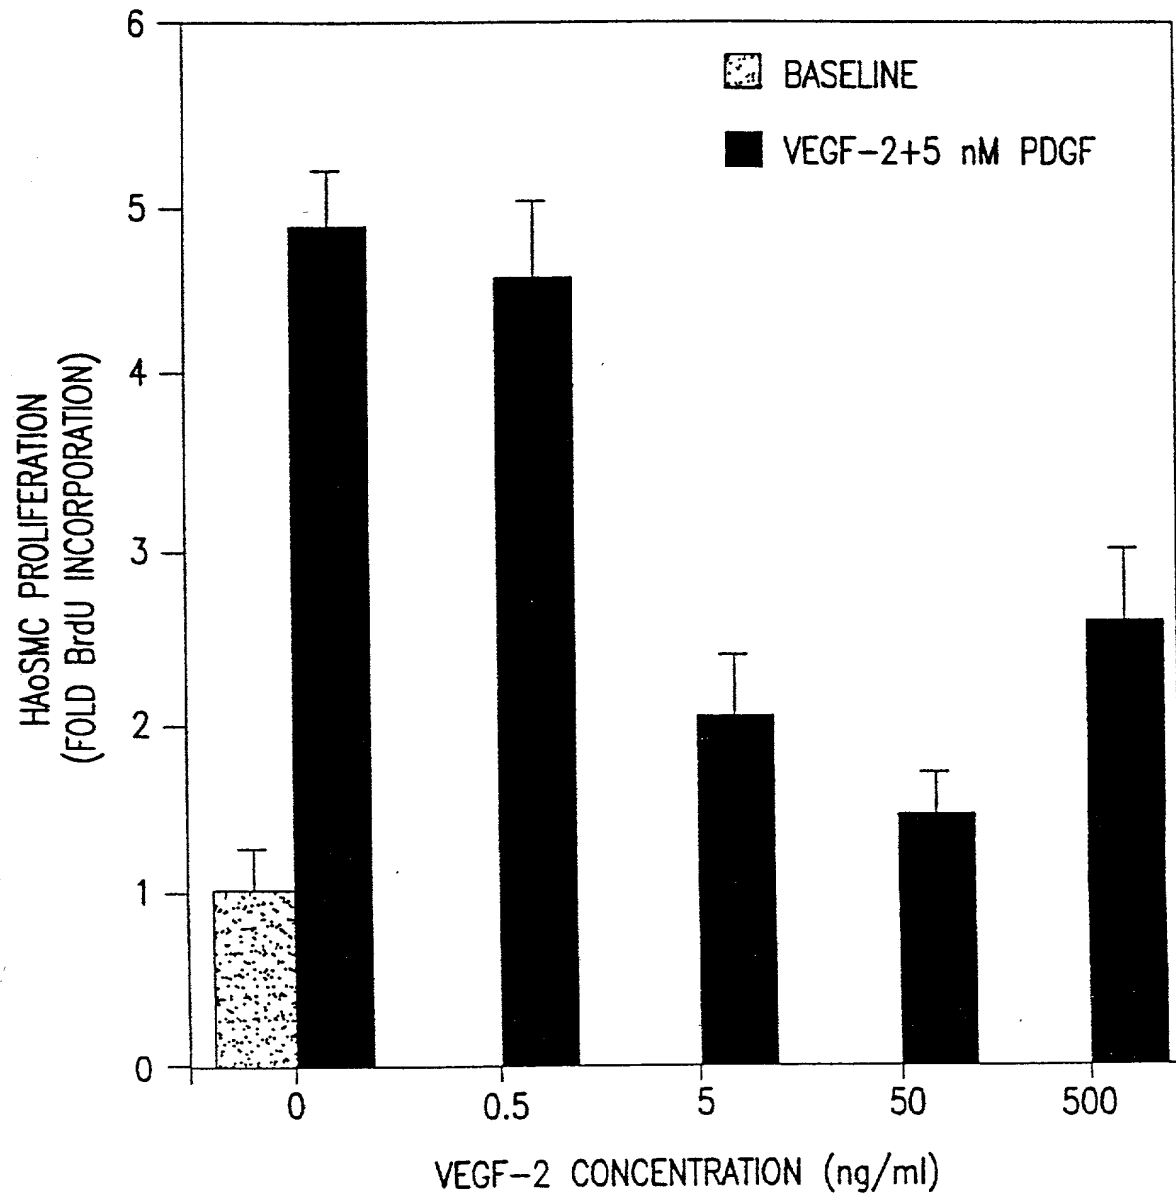 6
5
4
3
2
1
0
HAoSMC PROLIFERATION
(FOLD BrdU INCORPORATION)
BASELINE
VEGF-2+5 nM PDGF
0 0.5 5 50 500
VEGF-2 CONCENTRATION (ng/ml)